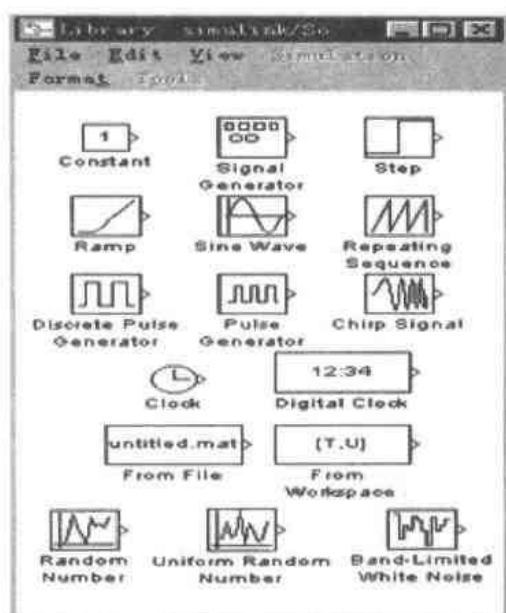 Library simulink/So
File Edit View Simulation
Format Tools
1
Constant
Signal
Generator
Step
Ramp
Sine Wave
Repeating
Sequence
Discrete Pulse
Generator
Pulse
Generator
Chirp Signal
Clock
12:34
Digital Clock
untitled.mat
From File
[T,U]
From
Workspace
Random
Number
Uniform Random
Number
Band-Limited
White Noise